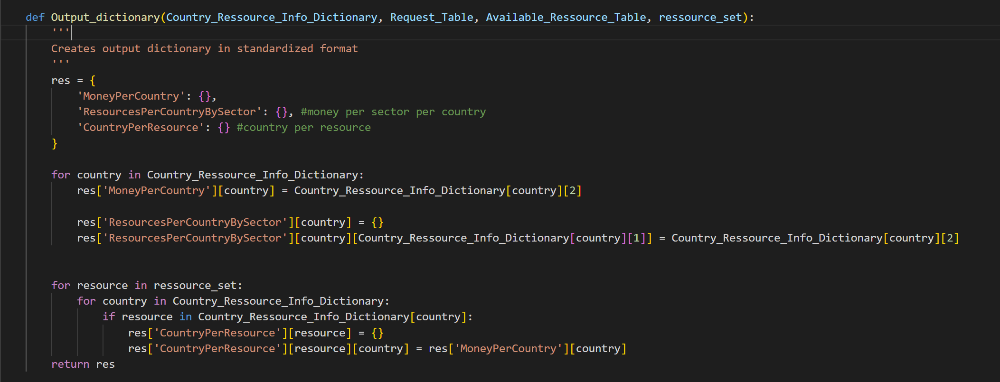 def Output_dictionary(Country_Ressource_Info_Dictionary, Request_Table, Available_Ressource_Table, ressource_set):
    '''
    Creates output dictionary in standardized format
    '''
    res = {
        'MoneyPerCountry': {},
        'ResourcesPerCountryBySector': {}, #money per sector per country
        'CountryPerResource': {} #country per resource
    }
    for country in Country_Ressource_Info_Dictionary:
        res['MoneyPerCountry'][country] = Country_Ressource_Info_Dictionary[country][2]
        res['ResourcesPerCountryBySector'][country] = {}
        res['ResourcesPerCountryBySector'][country][Country_Ressource_Info_Dictionary[country][1]] = Country_Ressource_Info_Dictionary[country][2]
    for resource in ressource_set:
        for country in Country_Ressource_Info_Dictionary:
            if resource in Country_Ressource_Info_Dictionary[country]:
                res['CountryPerResource'][resource] = {}
                res['CountryPerResource'][resource][country] = res['MoneyPerCountry'][country]
    return res